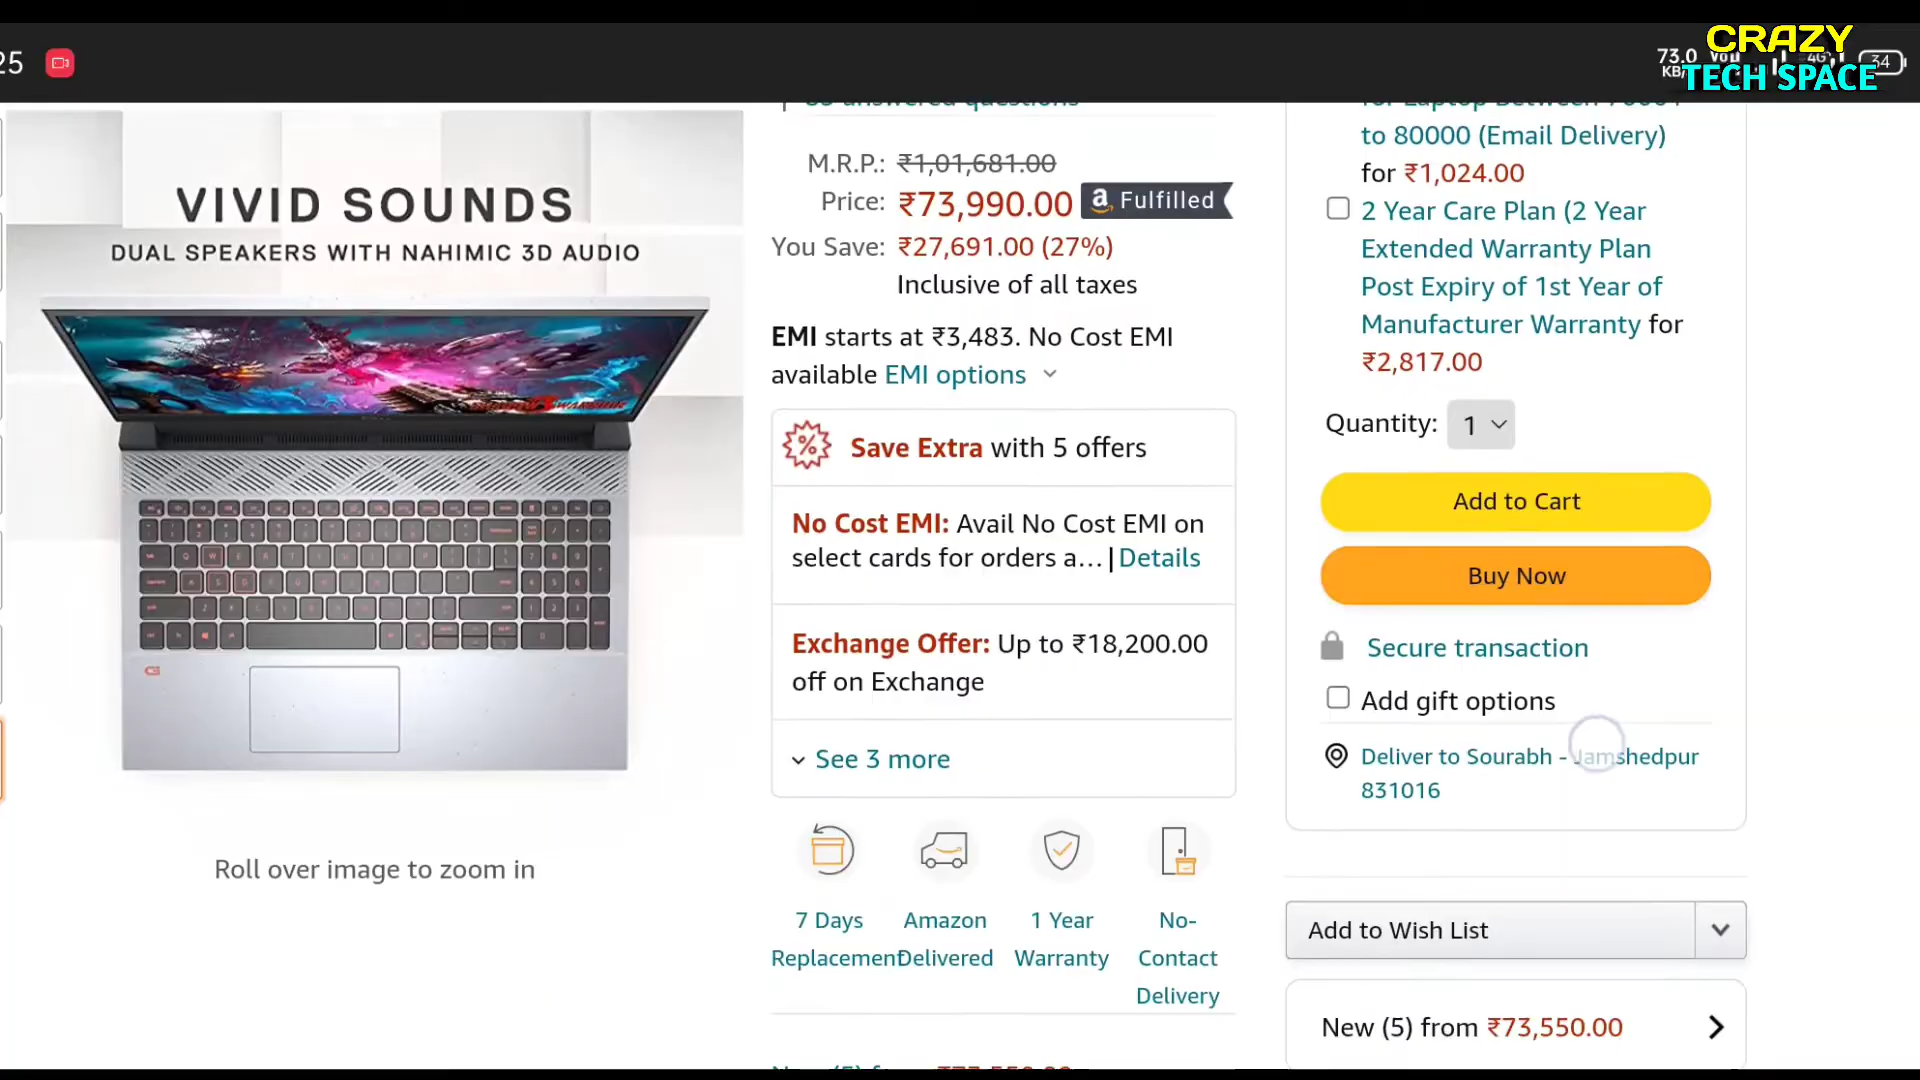 25
73.0
KB/
CRAZY
TECH SPACE
34
VIVID SOUNDS
DUAL SPEAKERS WITH NAHIMIC 3D AUDIO
Roll over image to zoom in
M.R.P.: ₹1,01,681.00
Price: ₹73,990.00 Fulfilled
You Save: ₹27,691.00 (27%)
Inclusive of all taxes
EMI starts at ₹3,483. No Cost EMI
available EMI options
Save Extra with 5 offers
No Cost EMI: Avail No Cost EMI on
select cards for orders a... | Details
Exchange Offer: Up to ₹18,200.00
off on Exchange
See 3 more
7 Days
Replacement
Amazon
Delivered
1 Year
Warranty
No-
Contact
Delivery
to 80000 (Email Delivery)
for ₹1,024.00
2 Year Care Plan (2 Year
Extended Warranty Plan
Post Expiry of 1st Year of
Manufacturer Warranty for
₹2,817.00
Quantity: 1
Add to Cart
Buy Now
Secure transaction
Add gift options
Deliver to Sourabh - Jamshedpur
831016
Add to Wish List
New (5) from ₹73,550.00